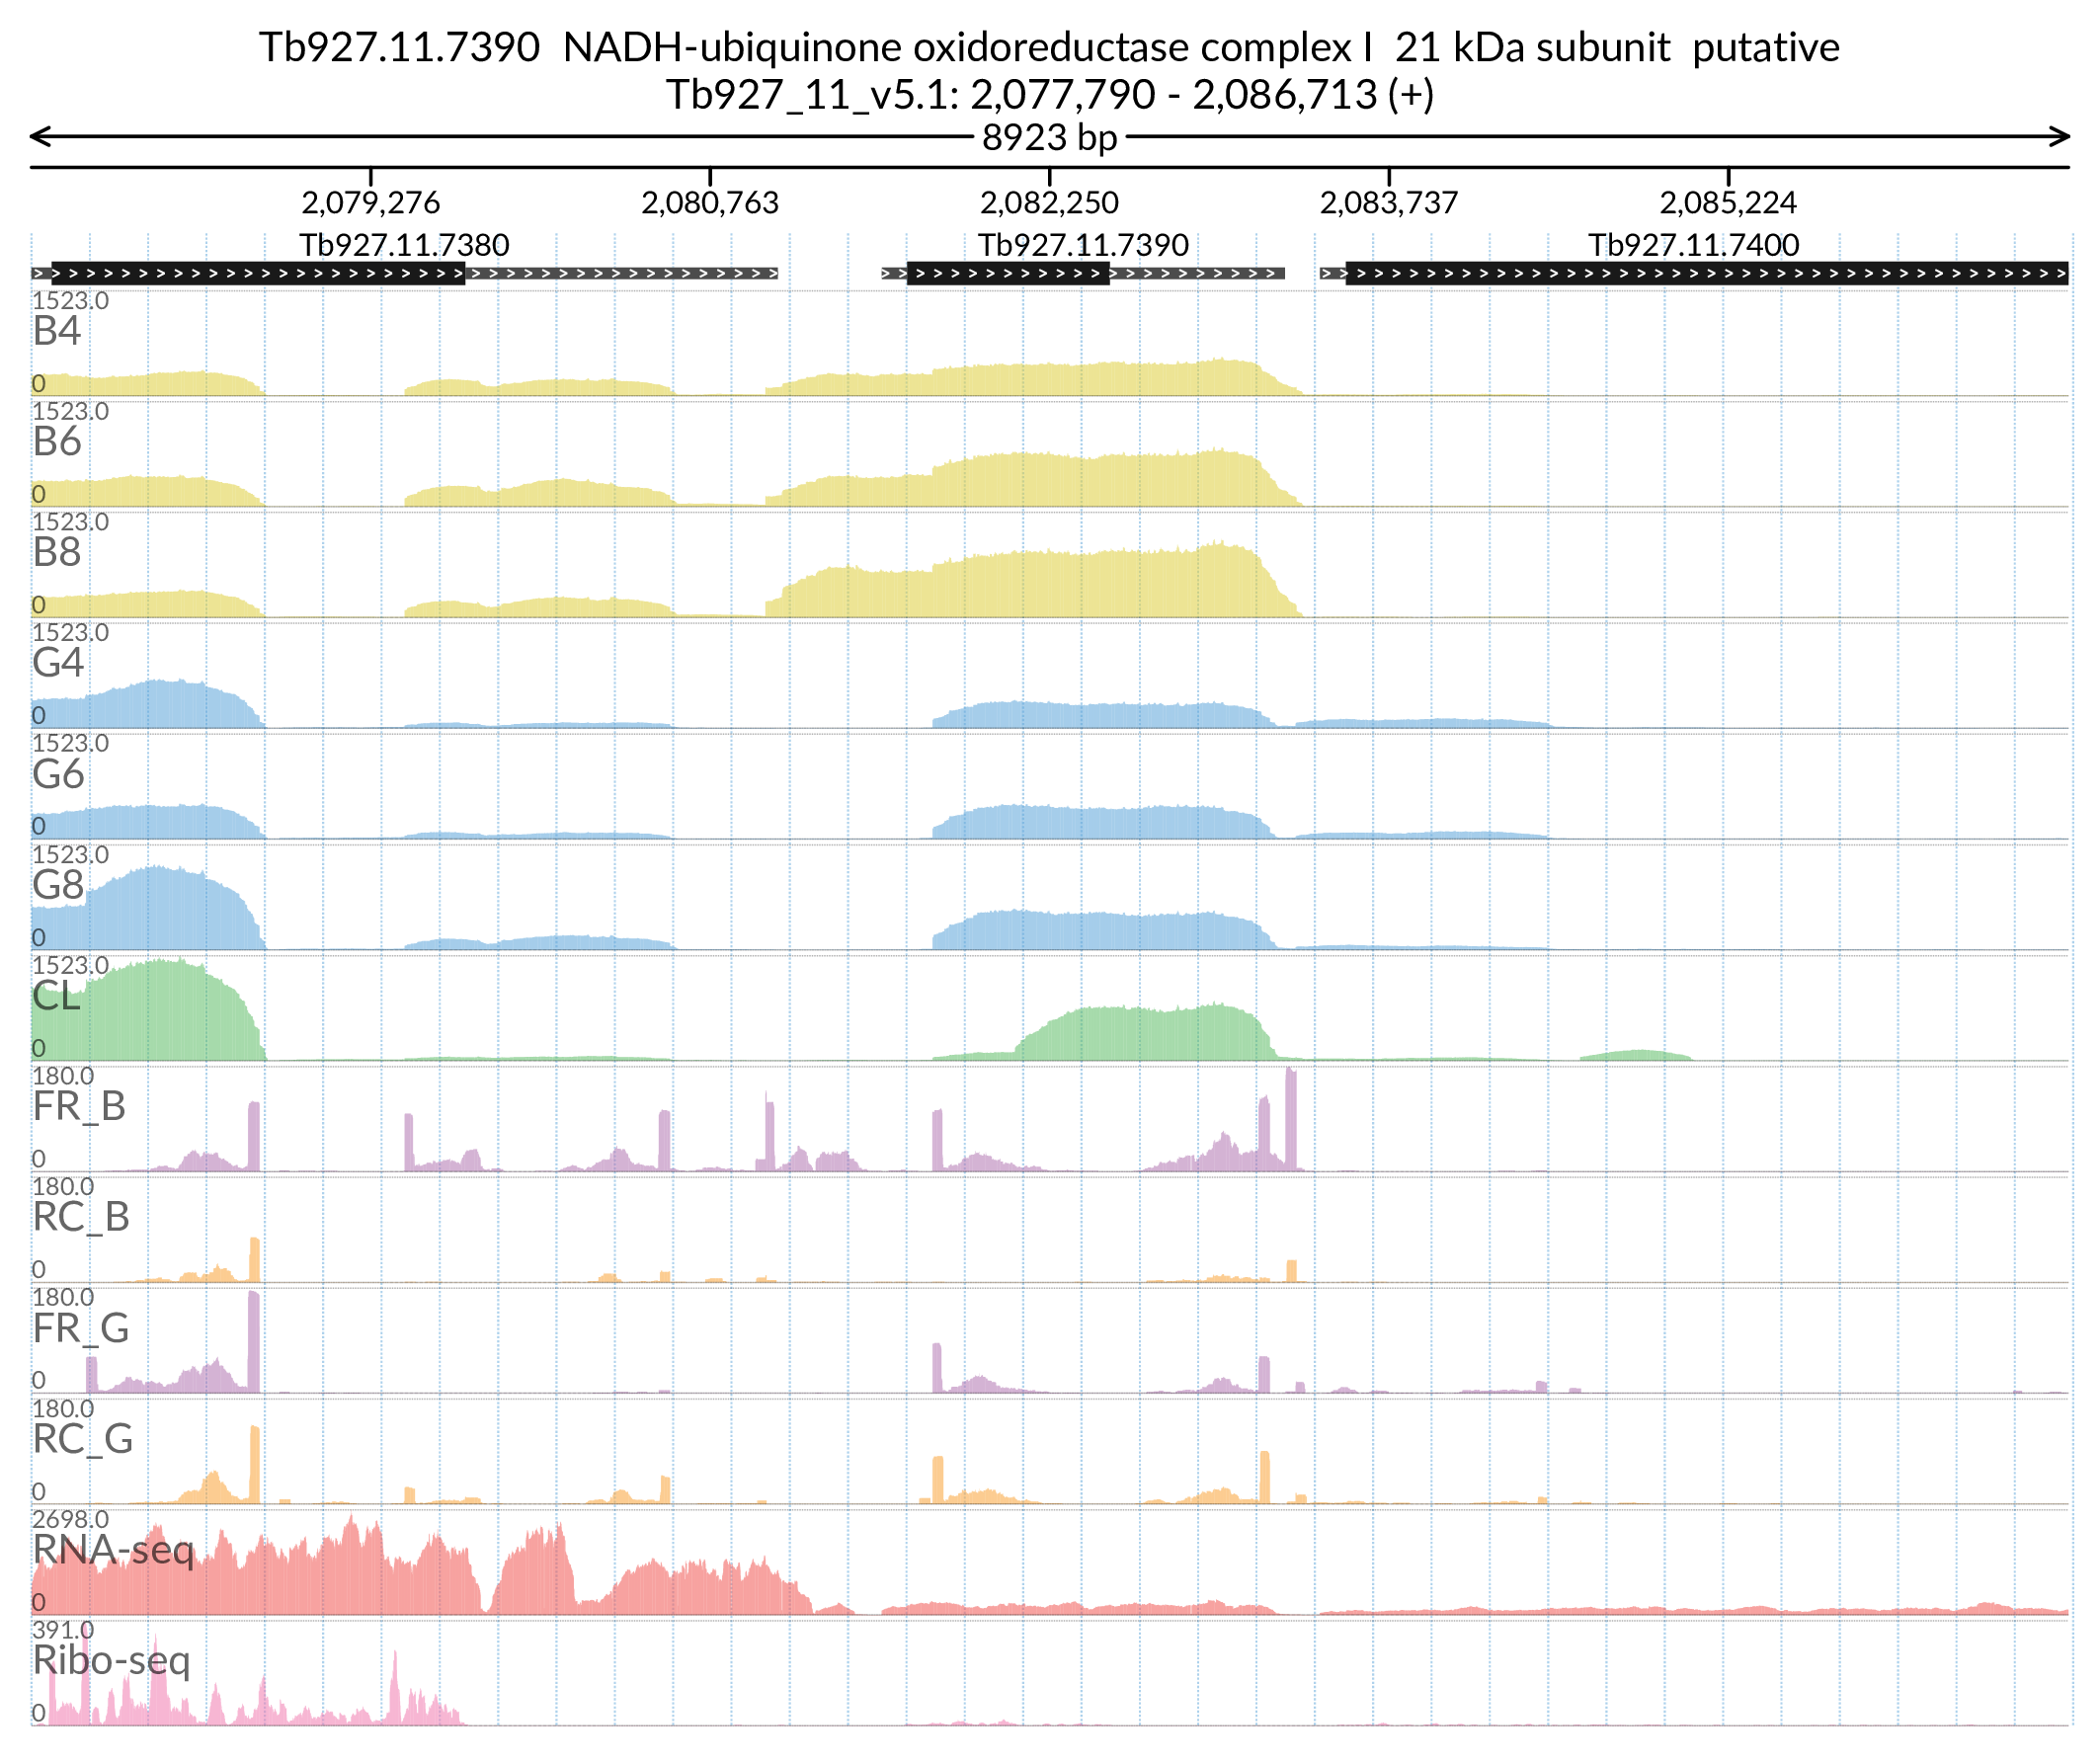 Tb927.11.7390  NADH-ubiquinone oxidoreductase complex I  21 kDa subunit  putative
Tb927_11_v5.1: 2,077,790 - 2,086,713 (+)
8923 bp
2,079,276 2,080,763 2,082,250 2,083,737 2,085,224
Tb927.11.7380 Tb927.11.7390 Tb927.11.7400
1523.0
B4
0
1523.0
B6
0
1523.0
B8
0
1523.0
G4
0
1523.0
G6
0
1523.0
G8
0
1523.0
CL
0
180.0
FR_B
0
180.0
RC_B
0
180.0
FR_G
0
180.0
RC_G
0
2698.0
RNA-seq
0
391.0
Ribo-seq
0